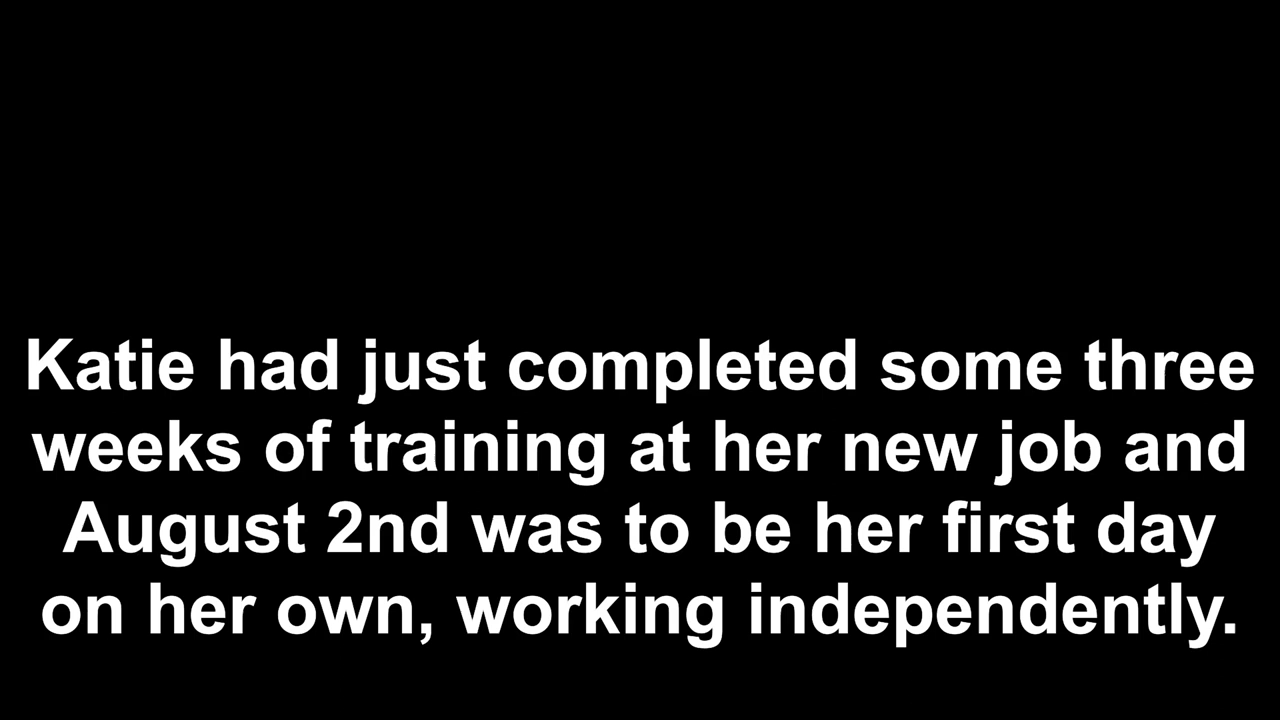 Katie had just completed some three
weeks of training at her new job and
August 2nd was to be her first day
on her own, working independently.